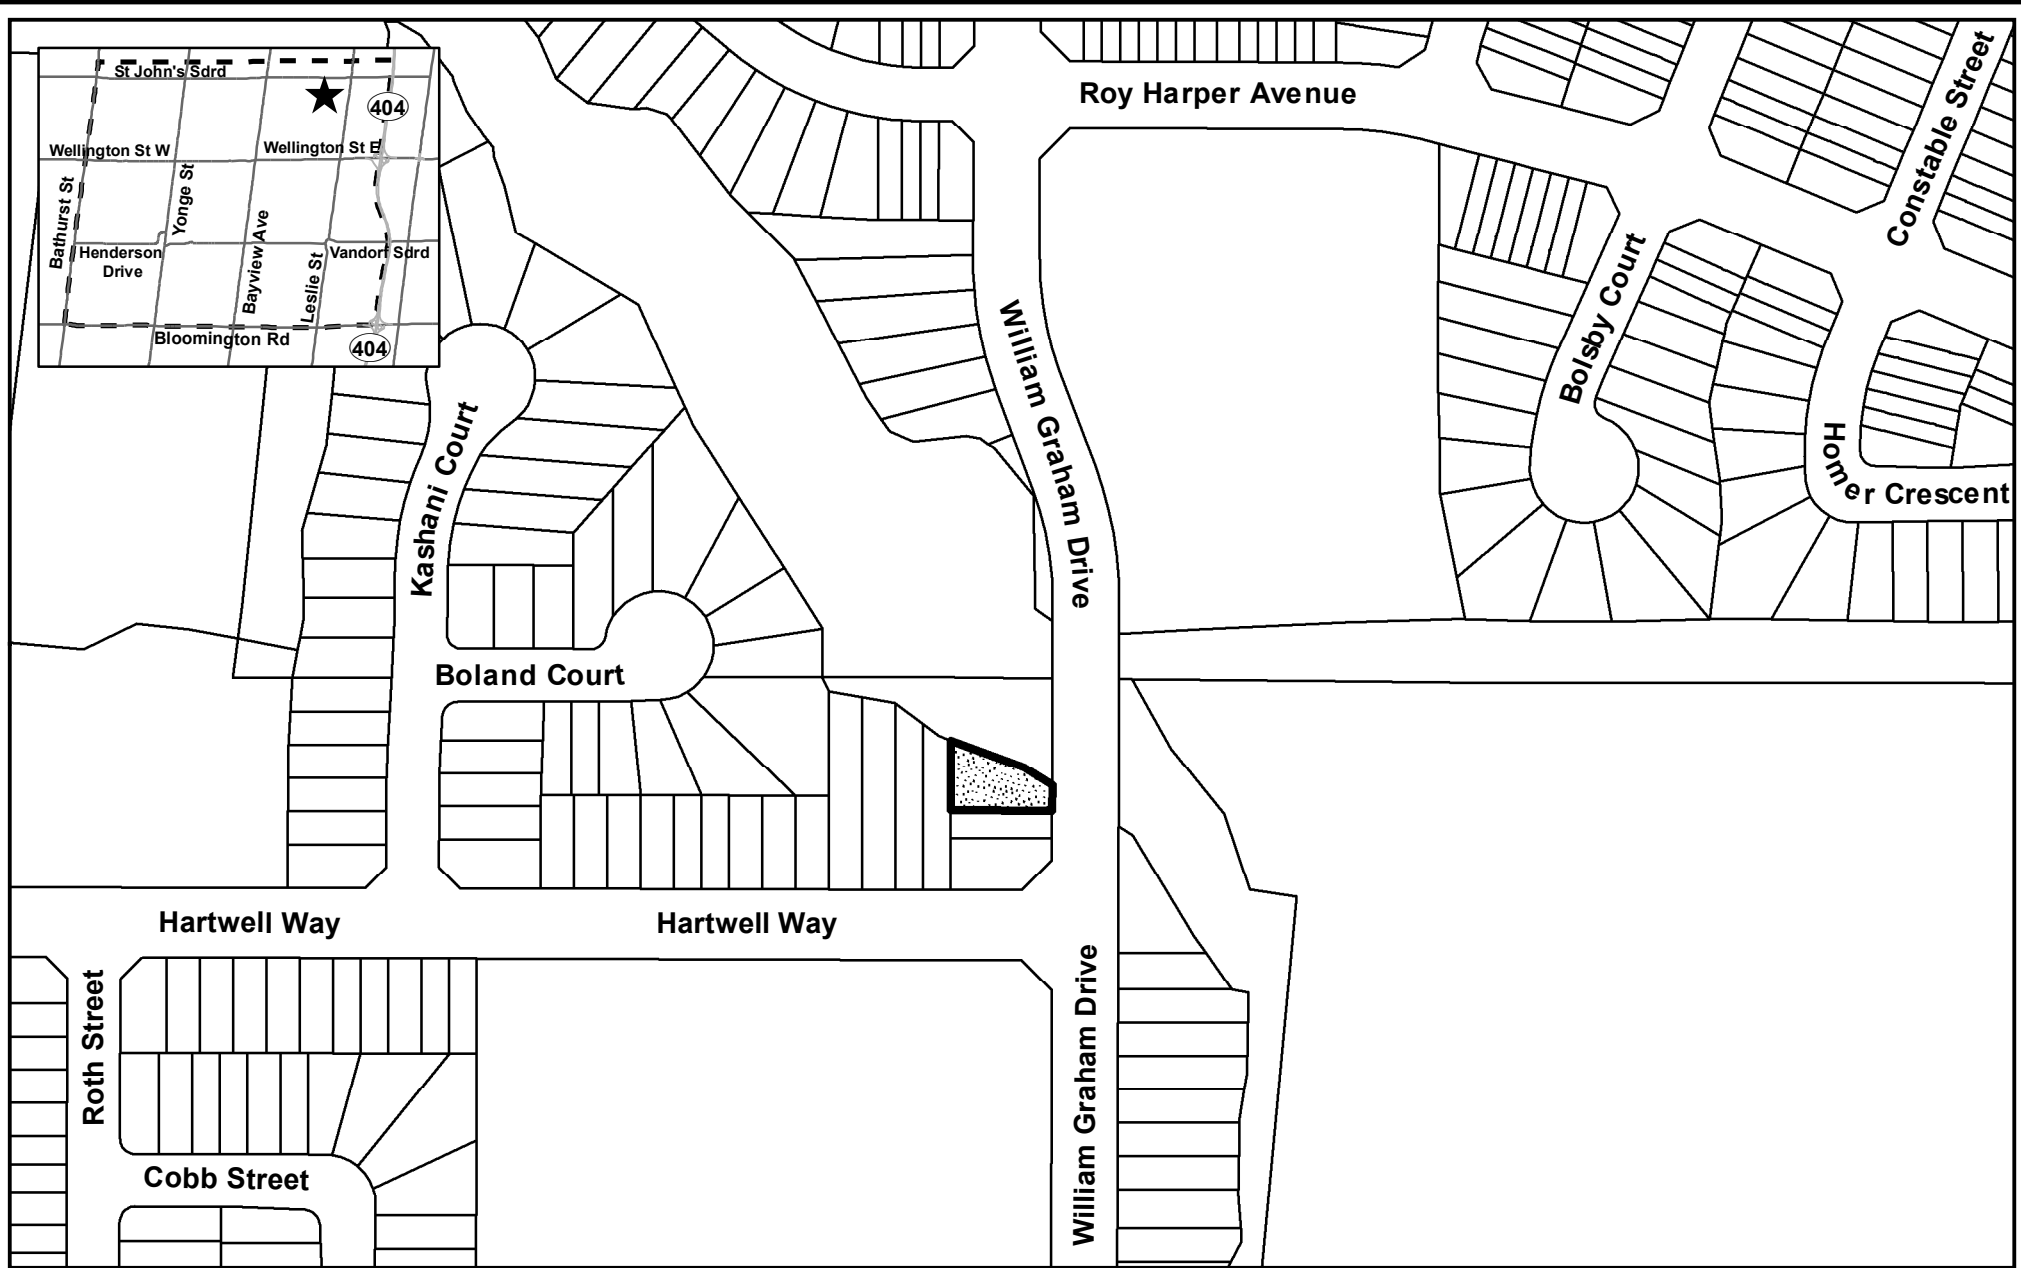 St John's Sdrd
404
Wellington St W
Wellington St E
Bathurst St
Yonge St
Henderson
Drive
Bayview Ave
Leslie St
Vandorf Sdrd
Bloomington Rd
404
Roy Harper Avenue
Constable Street
William Graham Drive
Bolsby Court
Kashani Court
Homer Crescent
Boland Court
Hartwell Way
Hartwell Way
Roth Street
William Graham Drive
Cobb Street